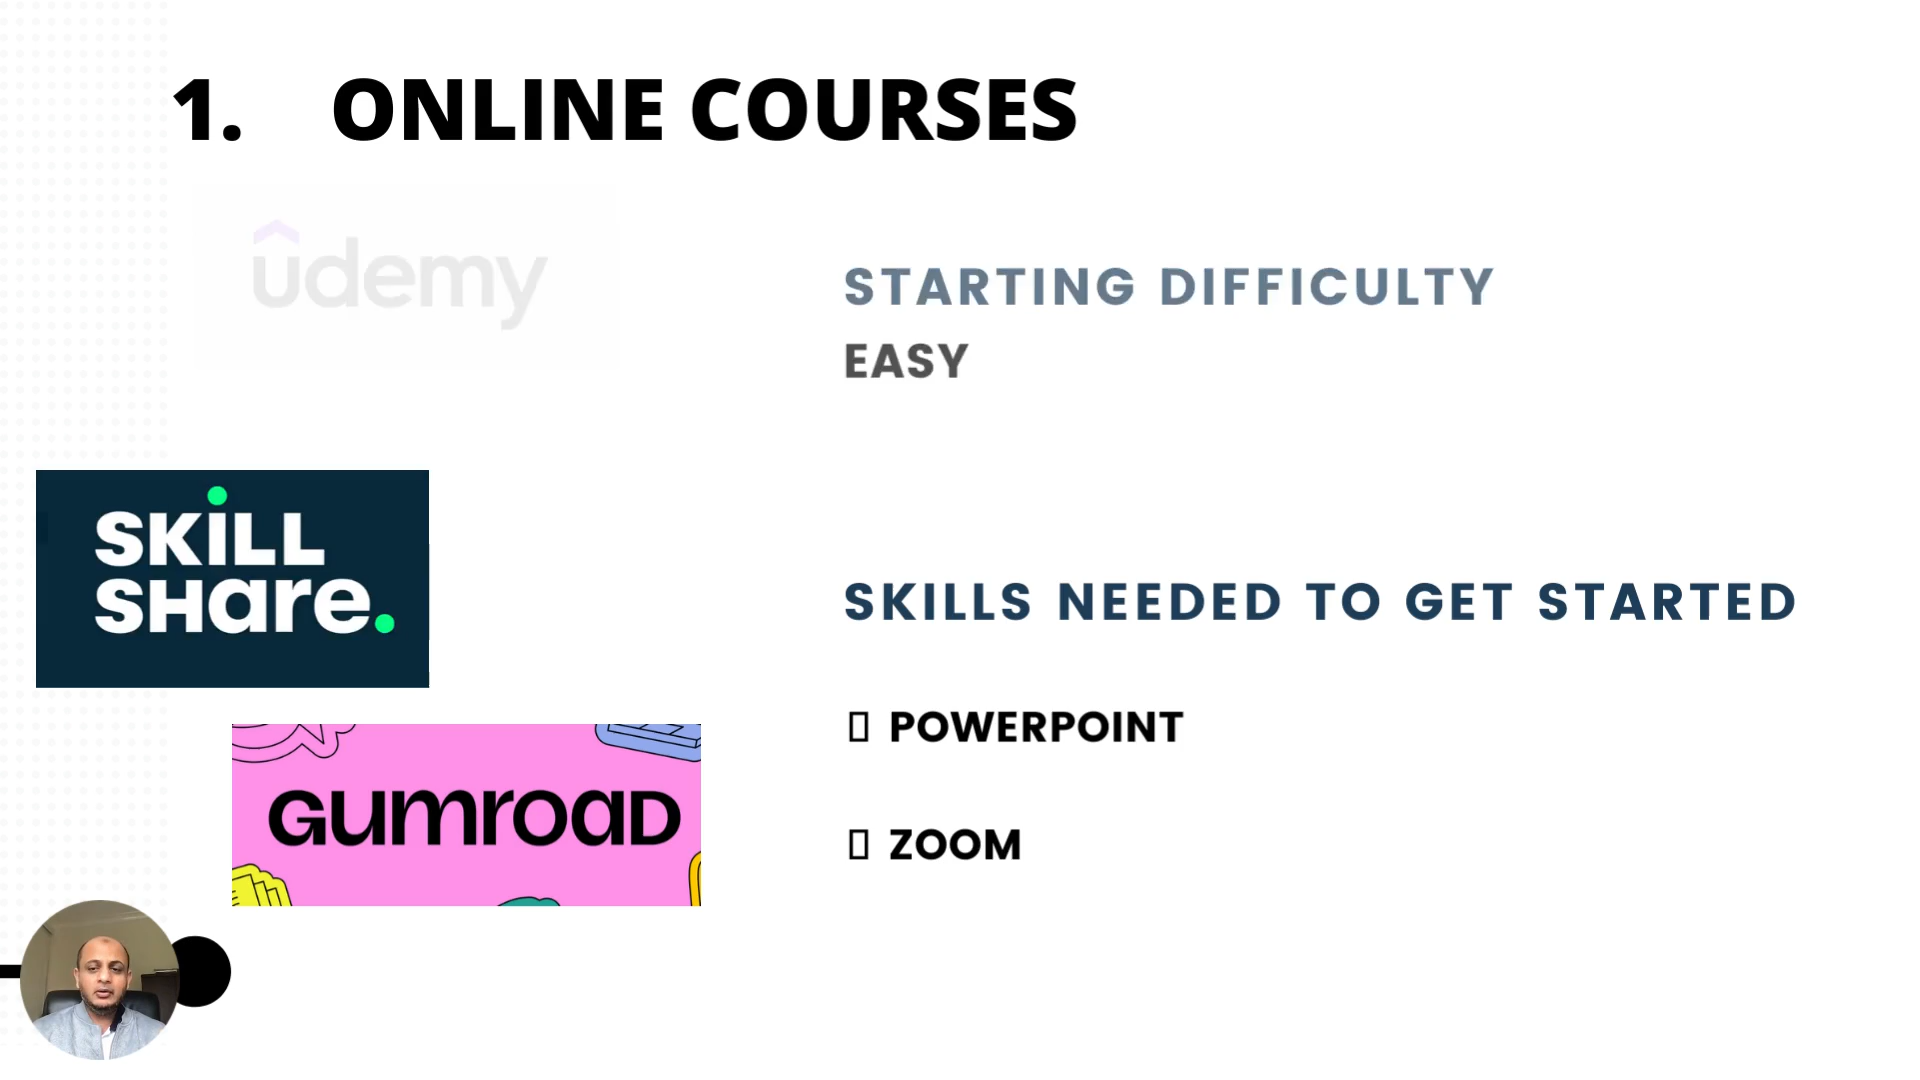 1. ONLINE COURSES
udemy
STARTING DIFFICULTY
EASY
SKILL
SHare.
SKILLS NEEDED TO GET STARTED
POWERPOINT
GUMROAD
ZOOM